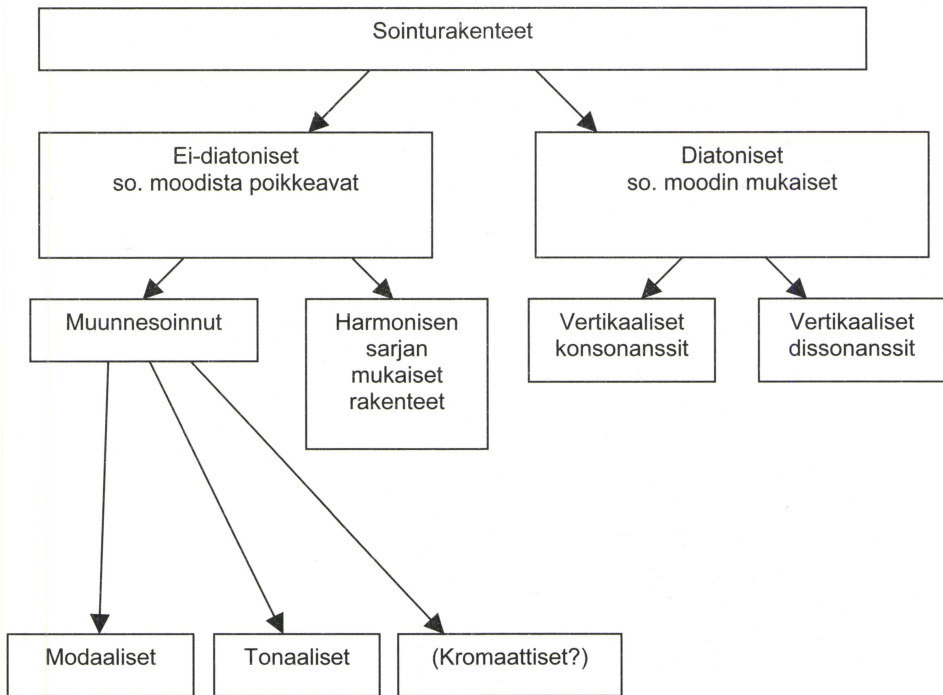 Sointurakenteet
Ei-diatoniset
so. moodista poikkeavat
Diatoniset
so. moodin mukaiset
Muunnesoinnut
Harmonisen
sarjan
mukaiset
rakenteet
Vertikaaliset
konsonanssit
Vertikaaliset
dissonanssit
Modaaliset
Tonaaliset
(Kromaattiset?)